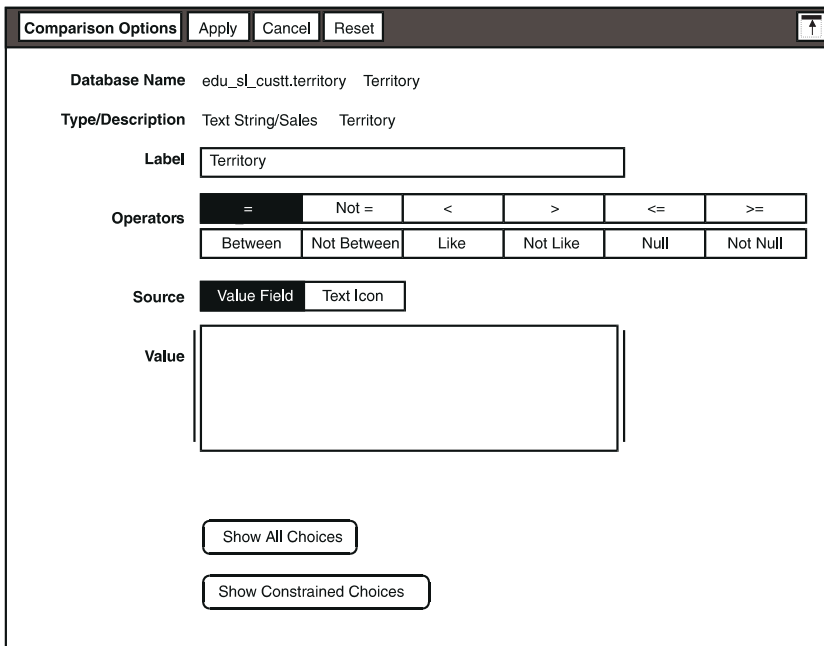 Comparison Options Apply Cancel Reset
Database Name edu_sl_custt.territory Territory
Type/Description Text String/Sales Territory
Label Territory
Operators = Not = < > <= >=
Between Not Between Like Not Like Null Not Null
Source Value Field Text Icon
Value
Show All Choices
Show Constrained Choices